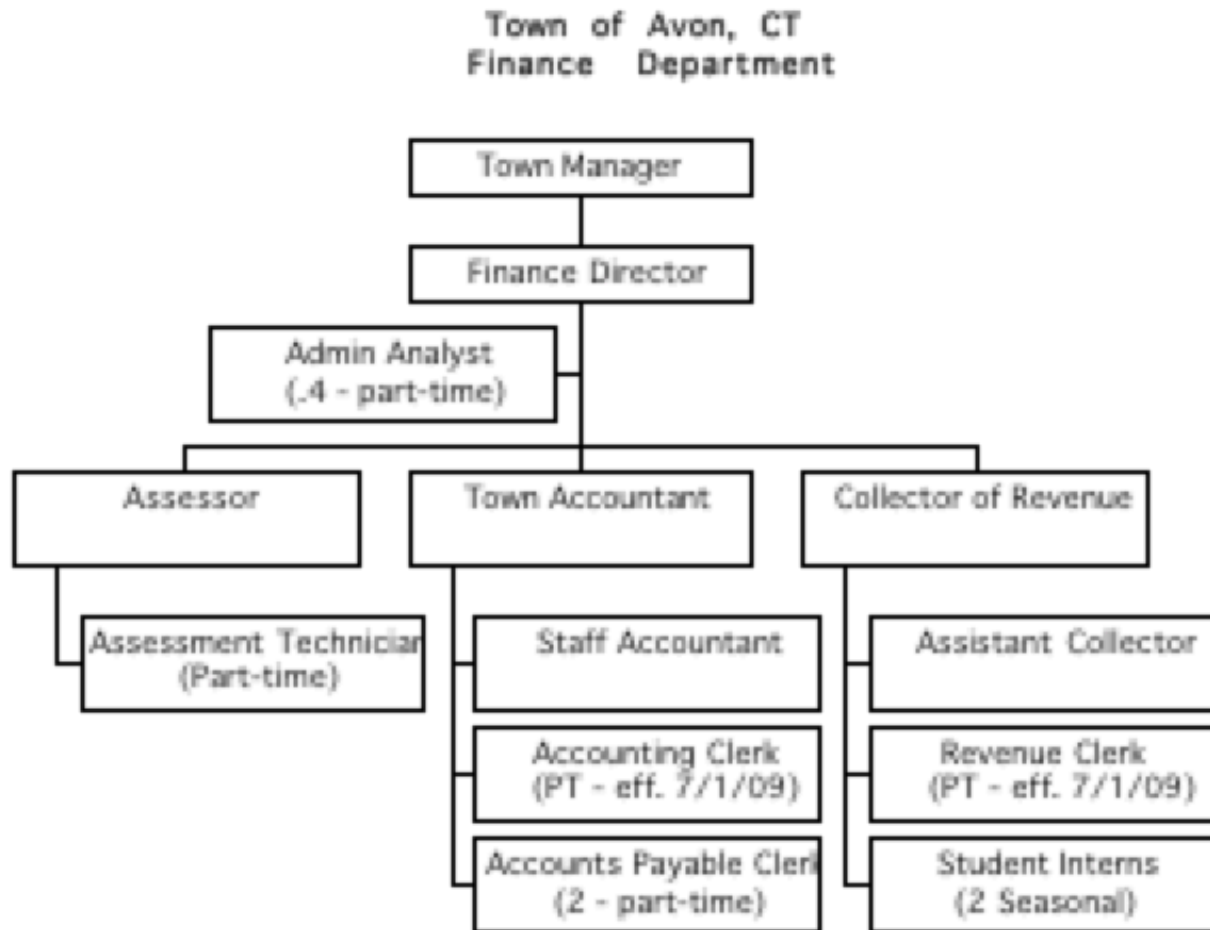 Town of Avon, CT
Finance Department
Town Manager
Finance Director
Admin Analyst
(.4 - part-time)
Assessor
Town Accountant
Collector of Revenue
Assessment Technician
(Part-time)
Staff Accountant
Assistant Collector
Accounting Clerk
(PT - eff. 7/1/09)
Revenue Clerk
(PT - eff. 7/1/09)
Accounts Payable Clerk
(2 - part-time)
Student Interns
(2 Seasonal)